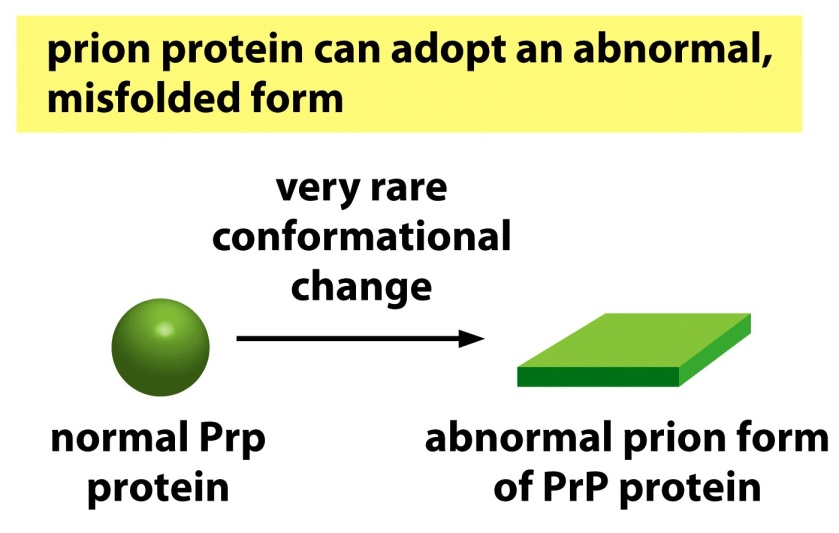 prion protein can adopt an abnormal,
misfolded form
very rare
conformational
change
normal Prp
protein
abnormal prion form
of PrP protein